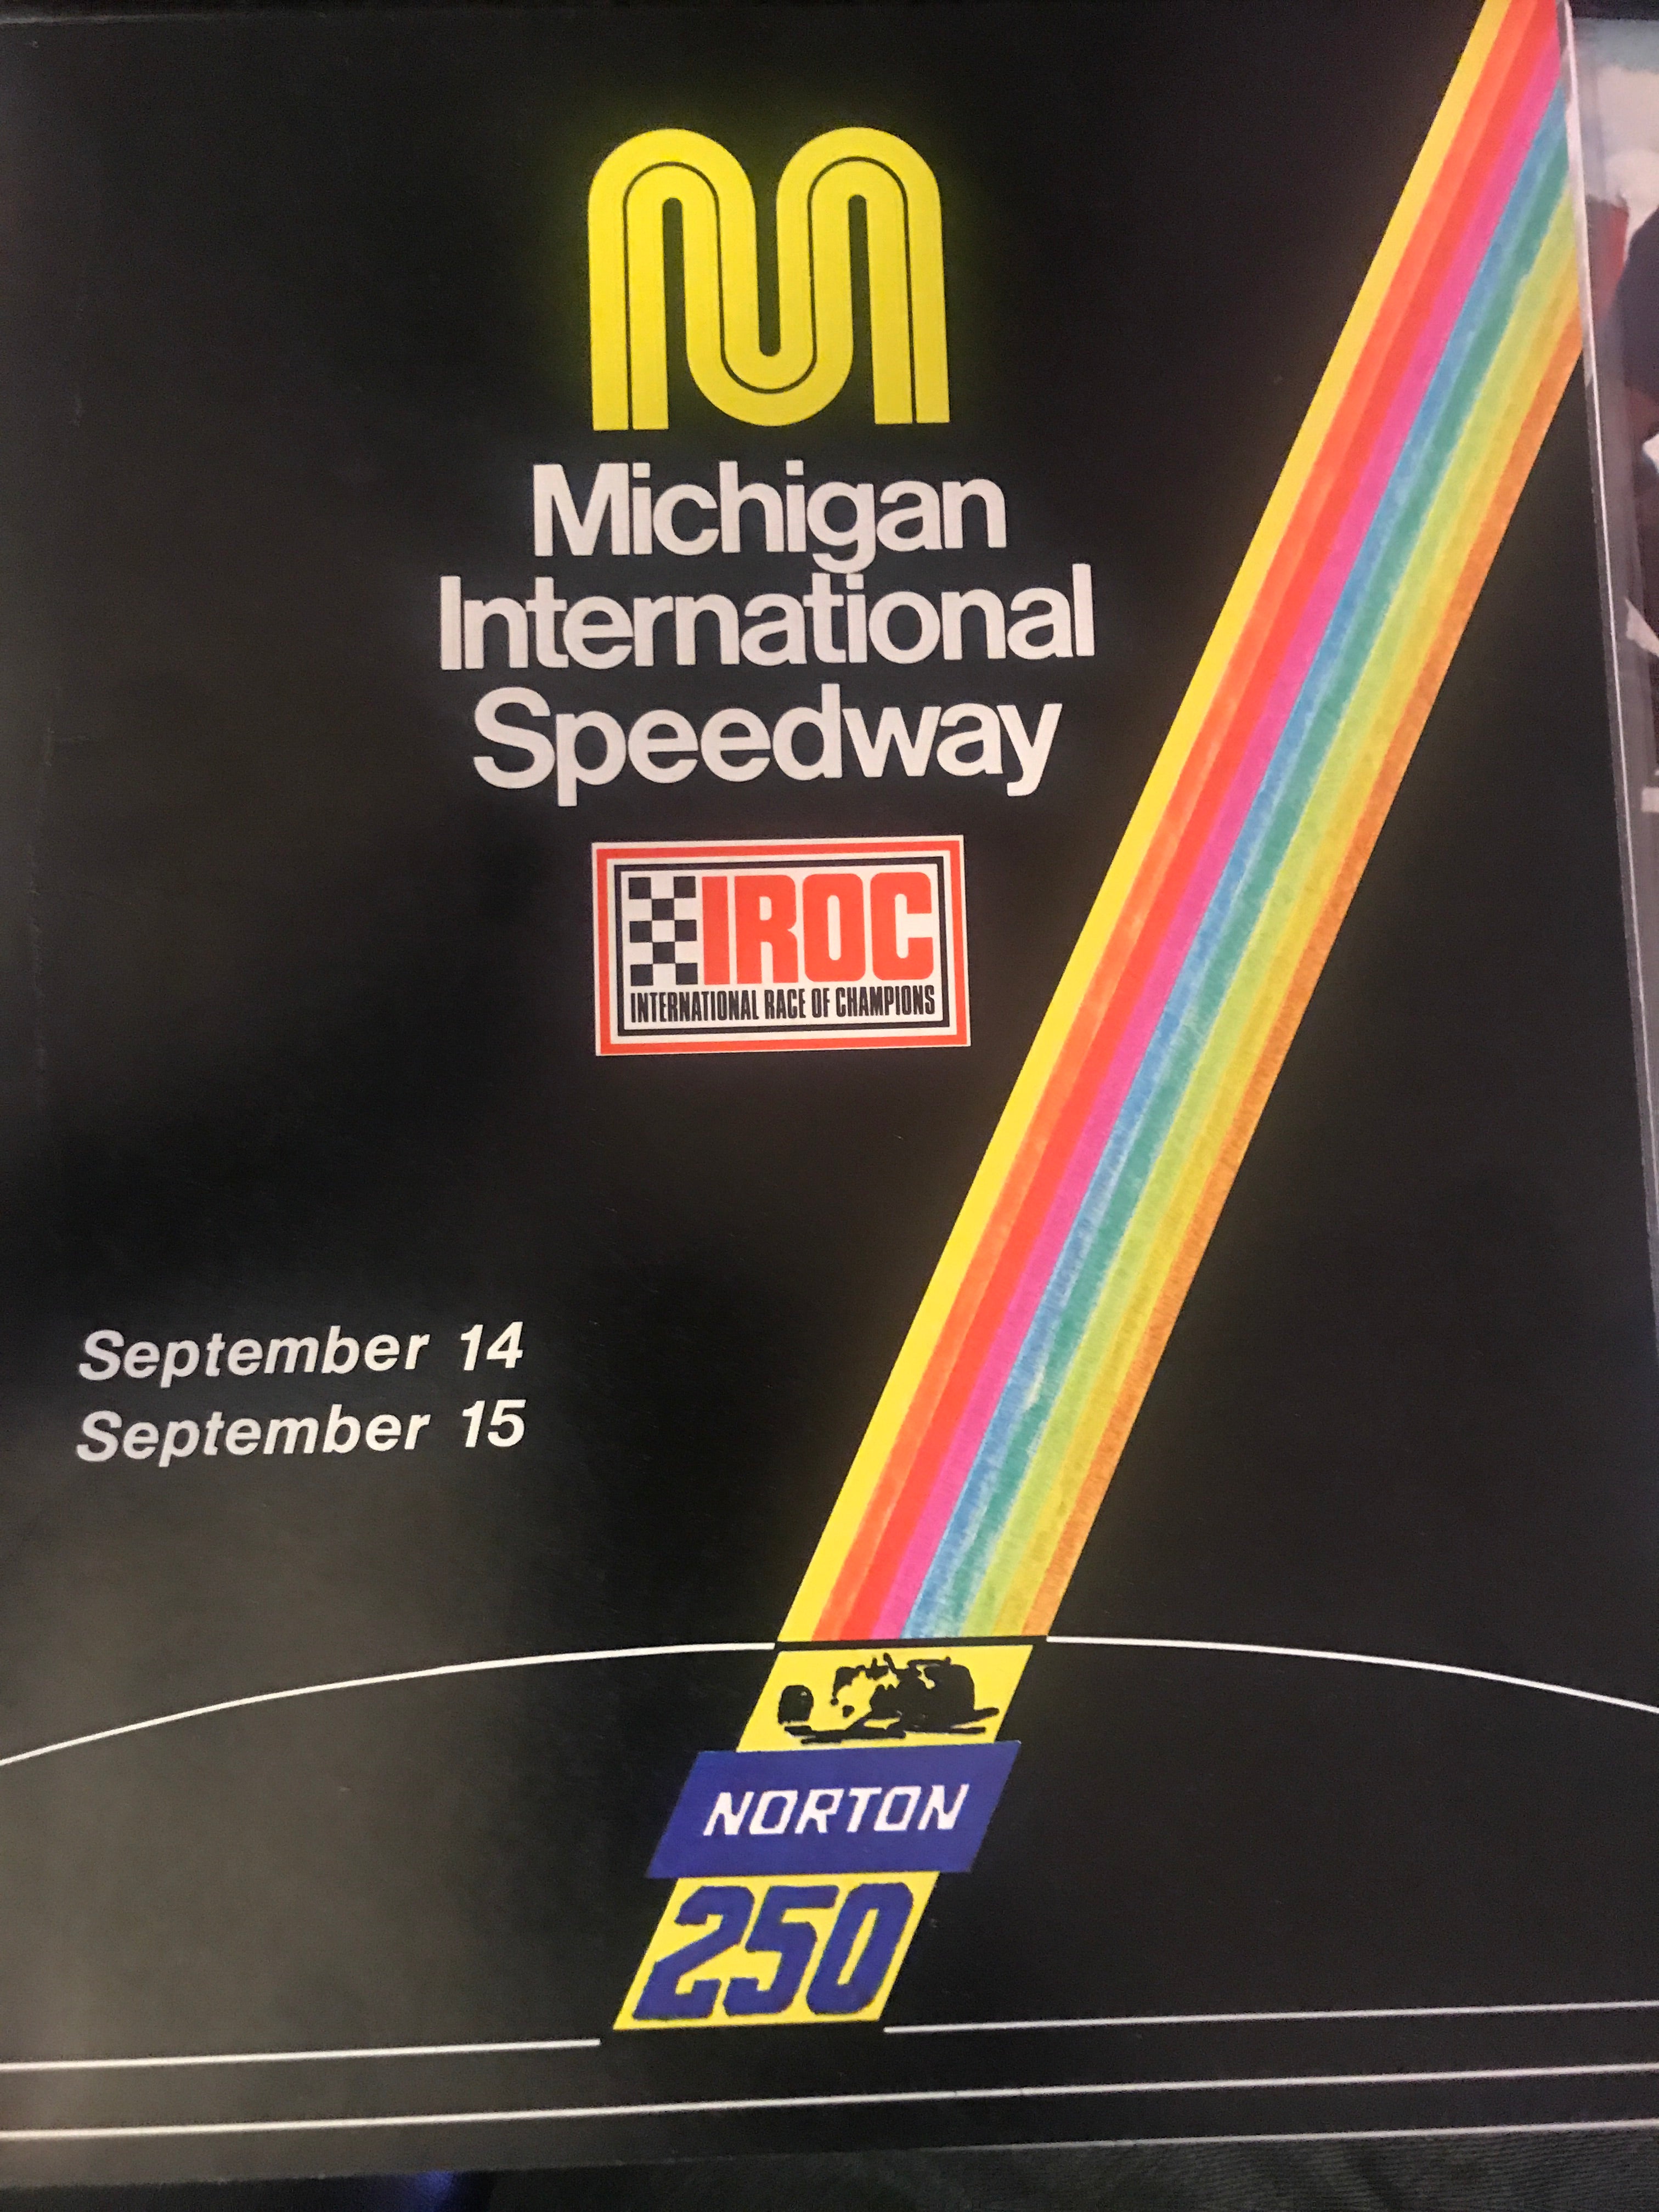 Michigan
International
Speedway
IROC
INTERNATIONAL RACE OF CHAMPIONS
September 14
September 15
NORTON
250